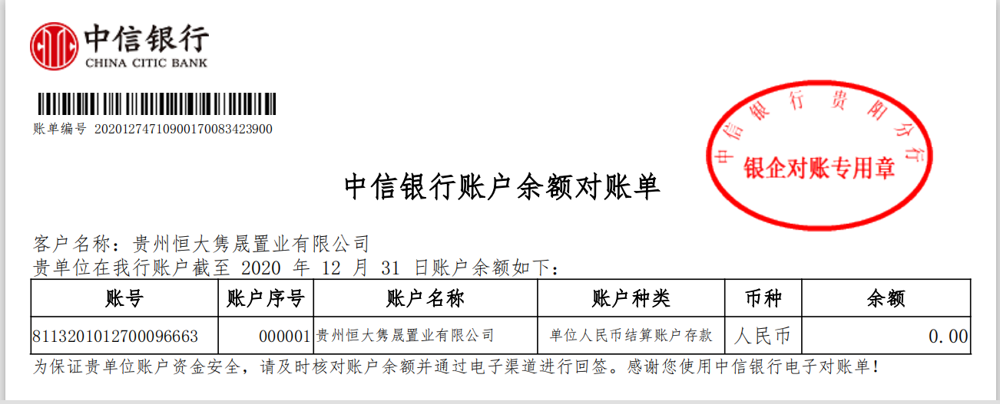 中信银行
CHINA CITIC BANK
账单编号 20201274710900170083423900
中信银行贵阳分行
银企对账专用章
中信银行账户余额对账单
客户名称：贵州恒大隽晟置业有限公司
贵单位在我行账户截至 2020 年 12 月 31 日账户余额如下：
账号 账户序号 账户名称 账户种类 币种 余额
8113201012700096663 000001 贵州恒大隽晟置业有限公司 单位人民币结算账户存款 人民币 0.00
为保证贵单位账户资金安全，请及时核对账户余额并通过电子渠道进行回签。感谢您使用中信银行电子对账单！